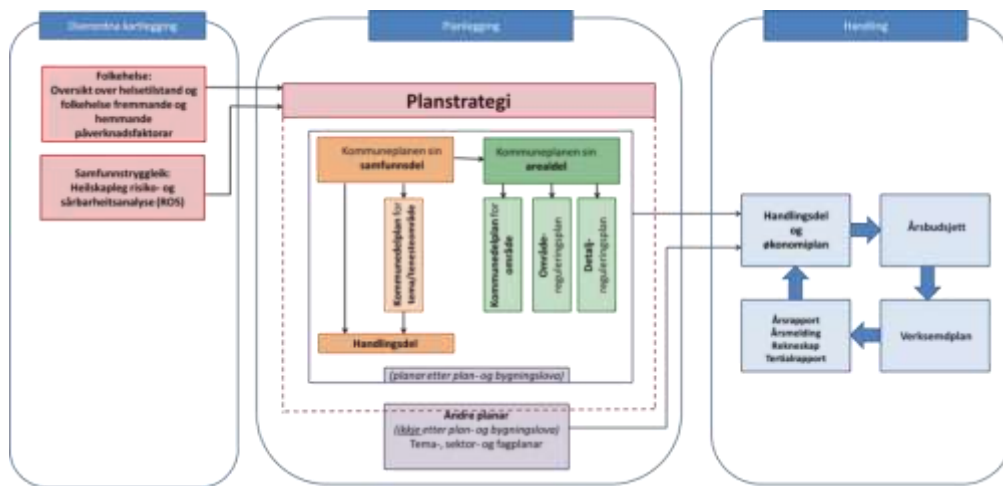 Planlegging
Handling
Folkehelse:
Oversikt over helsetilstand og
folkehelse fremmande og
hemmande
påverknadsfaktorar
Samfunnstryggleik:
Heilskapleg risiko- og
sårbarheitsanalyse (ROS)
Planstrategi
Kommuneplanen sin
samfunnsdel
Kommuneplanen sin
arealdel
Kommunedelplan for
tema/tenesteområde
Kommunedelplan for
område
Område-
reguleringsplan
Detalj-
reguleringsplan
Handlingsdel
(planar etter plan- og bygningslova)
Andre planar
(ikkje etter plan- og bygningslova)
Tema-, sektor- og fagplanar
Handlingsdel
og
økonomiplan
Årsbudsjett
Årsrapport
Årsmelding
Rekneskap
Tertialrapport
Verksemdplan